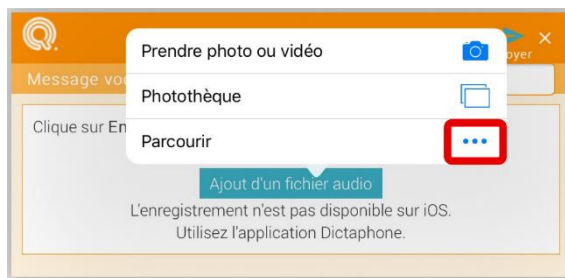 Prendre photo ou vidéo
oyer
Message vo
Photothèque
Clique sur En
Parcourir
Ajout d'un fichier audio
L'enregistrement n'est pas disponible sur iOS.
Utilisez l'application Dictaphone.